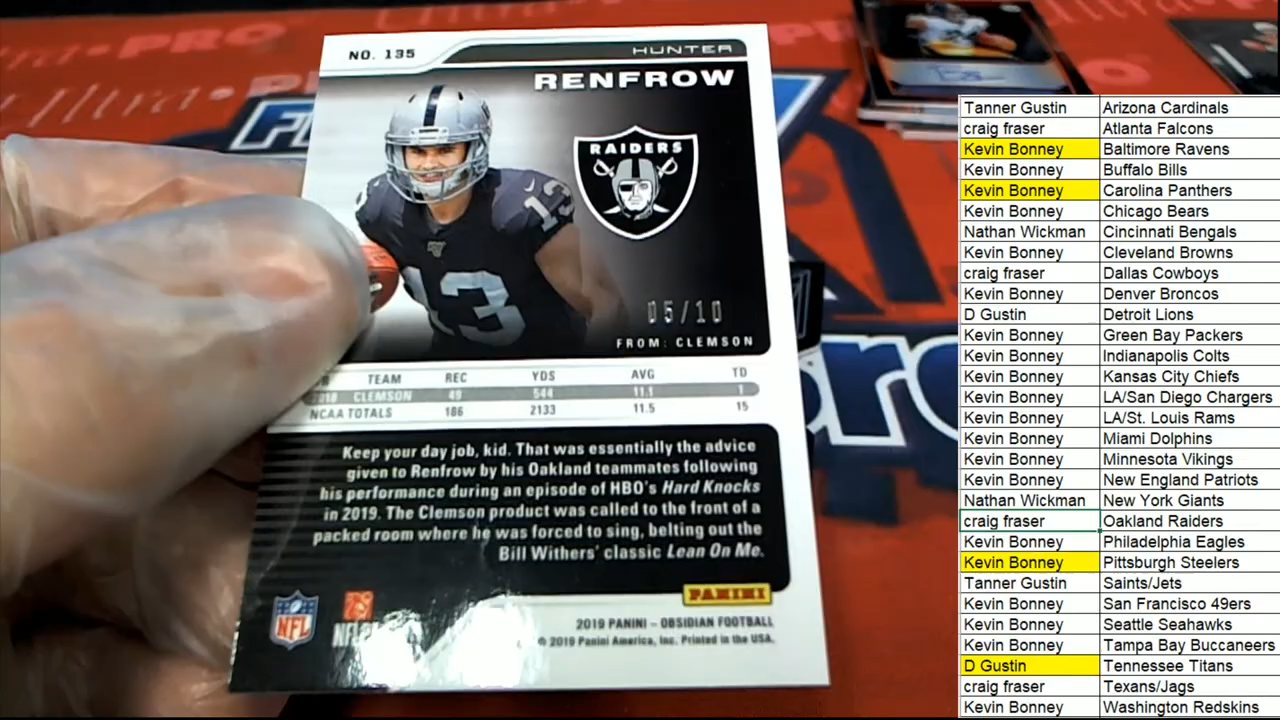 NO. 135
HUNTER
RENFROW
RAIDERS
13
13
05/10
FROM: CLEMSON
TEAM REC YDS AVG TD
CLEMSON 49 544 11.1 1
NCAA TOTALS 186 2133 11.5 15
Keep your day job, kid. That was essentially the advice
given to Renfrow by his Oakland teammates following
his performance during an episode of HBO's Hard Knocks
in 2019. The Clemson product was called to the front of a
packed room where he was forced to sing, belting out the
Bill Withers' classic Lean On Me.
PANINI
NFL
2019 PANINI – OBSIDIAN FOOTBALL
© 2019 Panini America, Inc. Printed in the USA.
Tanner Gustin Arizona Cardinals
craig fraser Atlanta Falcons
Kevin Bonney Baltimore Ravens
Kevin Bonney Buffalo Bills
Kevin Bonney Carolina Panthers
Kevin Bonney Chicago Bears
Nathan Wickman Cincinnati Bengals
Kevin Bonney Cleveland Browns
craig fraser Dallas Cowboys
Kevin Bonney Denver Broncos
D Gustin Detroit Lions
Kevin Bonney Green Bay Packers
Kevin Bonney Indianapolis Colts
Kevin Bonney Kansas City Chiefs
Kevin Bonney LA/San Diego Chargers
Kevin Bonney LA/St. Louis Rams
Kevin Bonney Miami Dolphins
Kevin Bonney Minnesota Vikings
Kevin Bonney New England Patriots
Nathan Wickman New York Giants
craig fraser Oakland Raiders
Kevin Bonney Philadelphia Eagles
Kevin Bonney Pittsburgh Steelers
Tanner Gustin Saints/Jets
Kevin Bonney San Francisco 49ers
Kevin Bonney Seattle Seahawks
Kevin Bonney Tampa Bay Buccaneers
D Gustin Tennessee Titans
craig fraser Texans/Jags
Kevin Bonney Washington Redskins